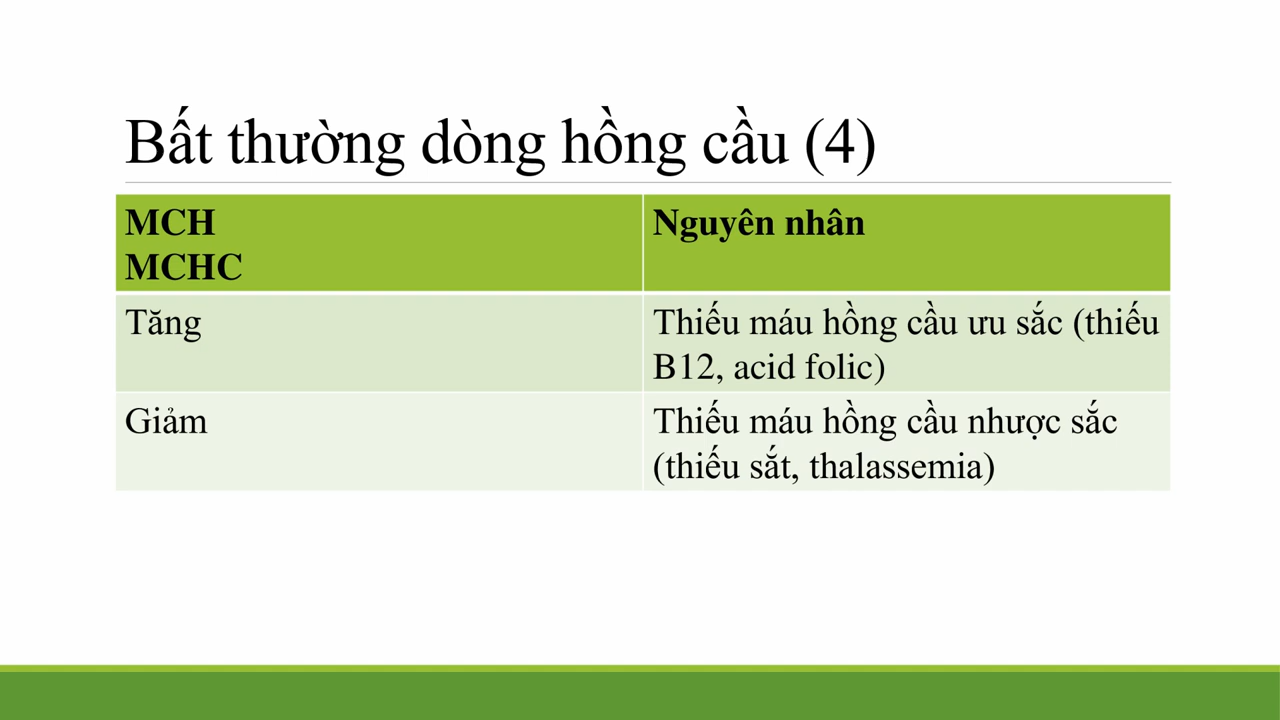 Bất thường dòng hồng cầu (4)
MCH
MCHC
Nguyên nhân
Tăng
Thiếu máu hồng cầu ưu sắc (thiếu
B12, acid folic)
Giảm
Thiếu máu hồng cầu nhược sắc
(thiếu sắt, thalassemia)